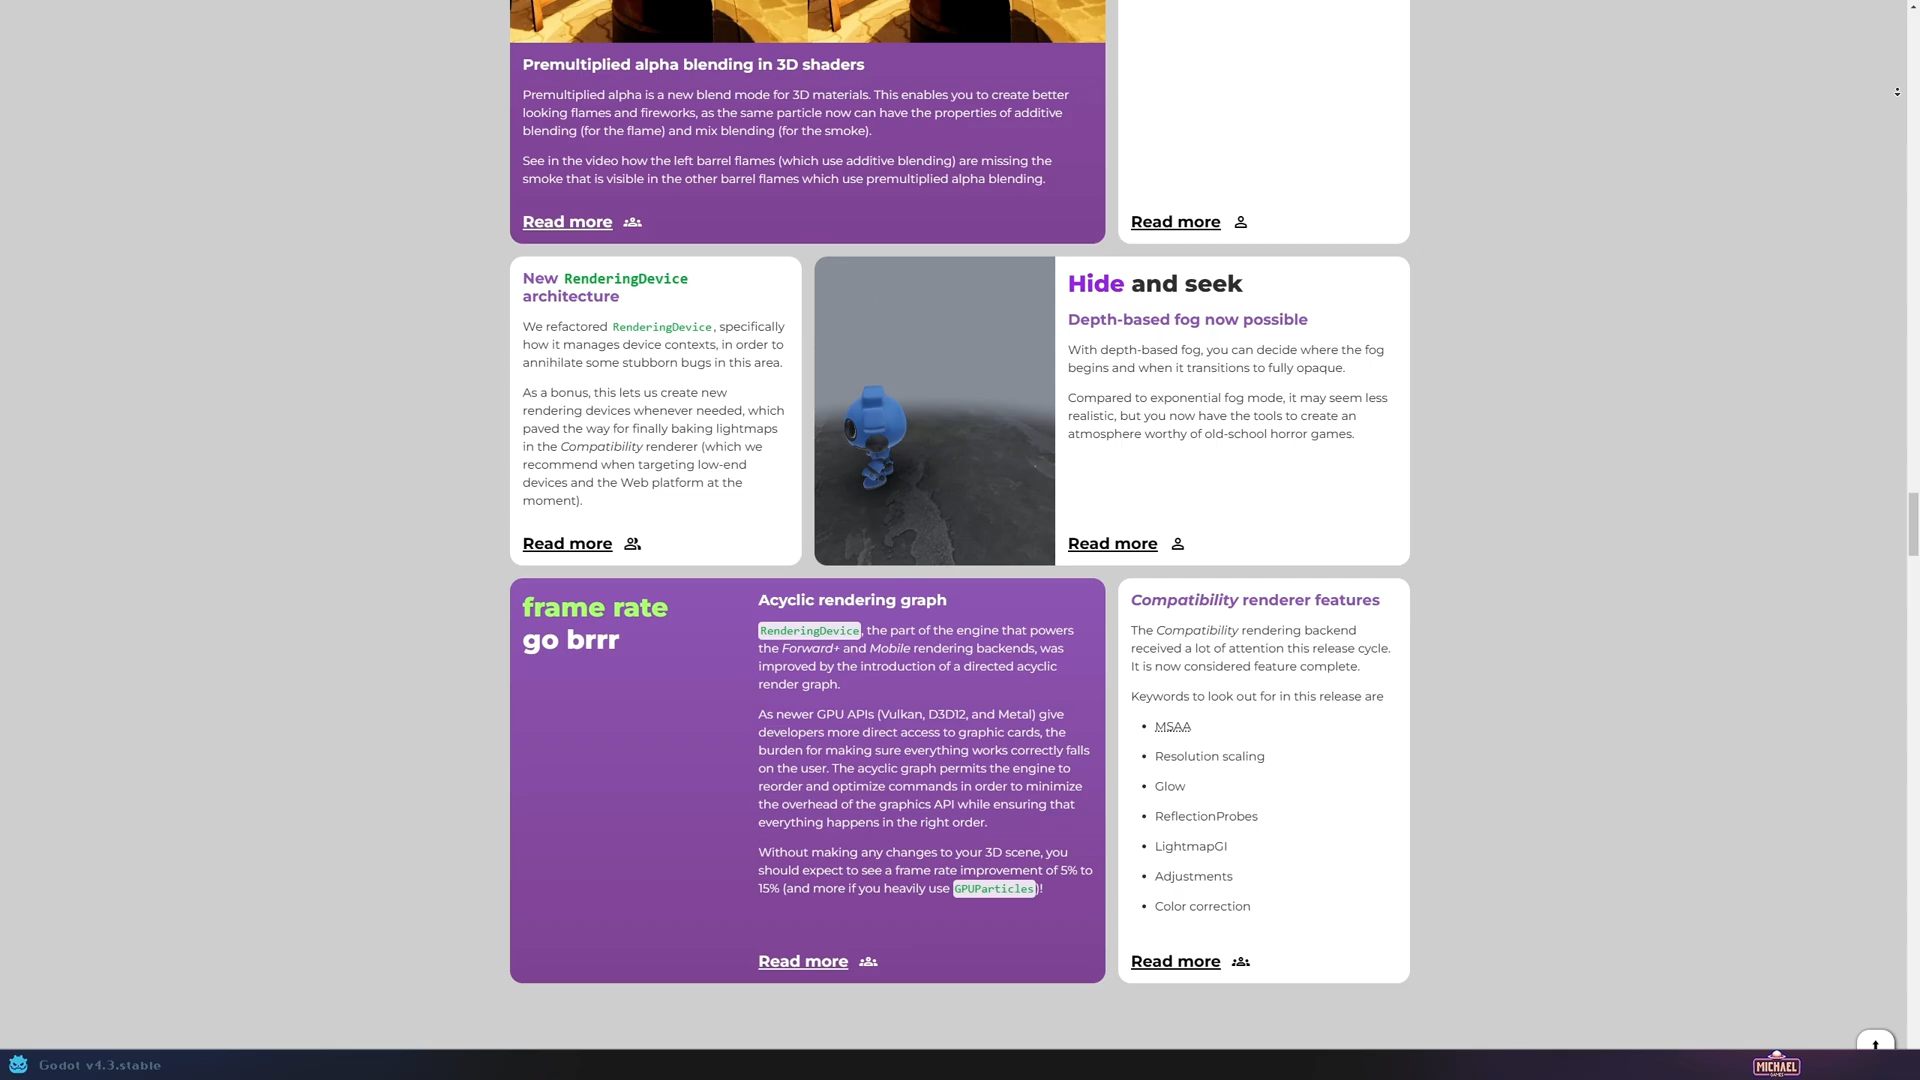 Premultiplied alpha blending in 3D shaders
Premultiplied alpha is a new blend mode for 3D materials. This enables you to create better
looking flames and fireworks, as the same particle now can have the properties of additive
blending (for the flame) and mix blending (for the smoke).
See in the video how the left barrel flames (which use additive blending) are missing the
smoke that is visible in the other barrel flames which use premultiplied alpha blending.
Read more
Read more
New RenderingDevice
architecture
We refactored RenderingDevice, specifically
how it manages device contexts, in order to
annihilate some stubborn bugs in this area.
As a bonus, this lets us create new
rendering devices whenever needed, which
paved the way for finally baking lightmaps
in the Compatibility renderer (which we
recommend when targeting low-end
devices and the Web platform at the
moment).
Read more
Hide and seek
Depth-based fog now possible
With depth-based fog, you can decide where the fog
begins and when it transitions to fully opaque.
Compared to exponential fog mode, it may seem less
realistic, but you now have the tools to create an
atmosphere worthy of old-school horror games.
Read more
frame rate
go brrr
Acyclic rendering graph
RenderingDevice, the part of the engine that powers
the Forward+ and Mobile rendering backends, was
improved by the introduction of a directed acyclic
render graph.
As newer GPU APIs (Vulkan, D3D12, and Metal) give
developers more direct access to graphic cards, the
burden for making sure everything works correctly falls
on the user. The acyclic graph permits the engine to
reorder and optimize commands in order to minimize
the overhead of the graphics API while ensuring that
everything happens in the right order.
Without making any changes to your 3D scene, you
should expect to see a frame rate improvement of 5% to
15% (and more if you heavily use GPUParticles)!
Read more
Compatibility renderer features
The Compatibility rendering backend
received a lot of attention this release cycle.
It is now considered feature complete.
Keywords to look out for in this release are
• MSAA
• Resolution scaling
• Glow
• ReflectionProbes
• LightmapGI
• Adjustments
• Color correction
Read more
Godot v4.3.stable
MICHAEL
GAMES